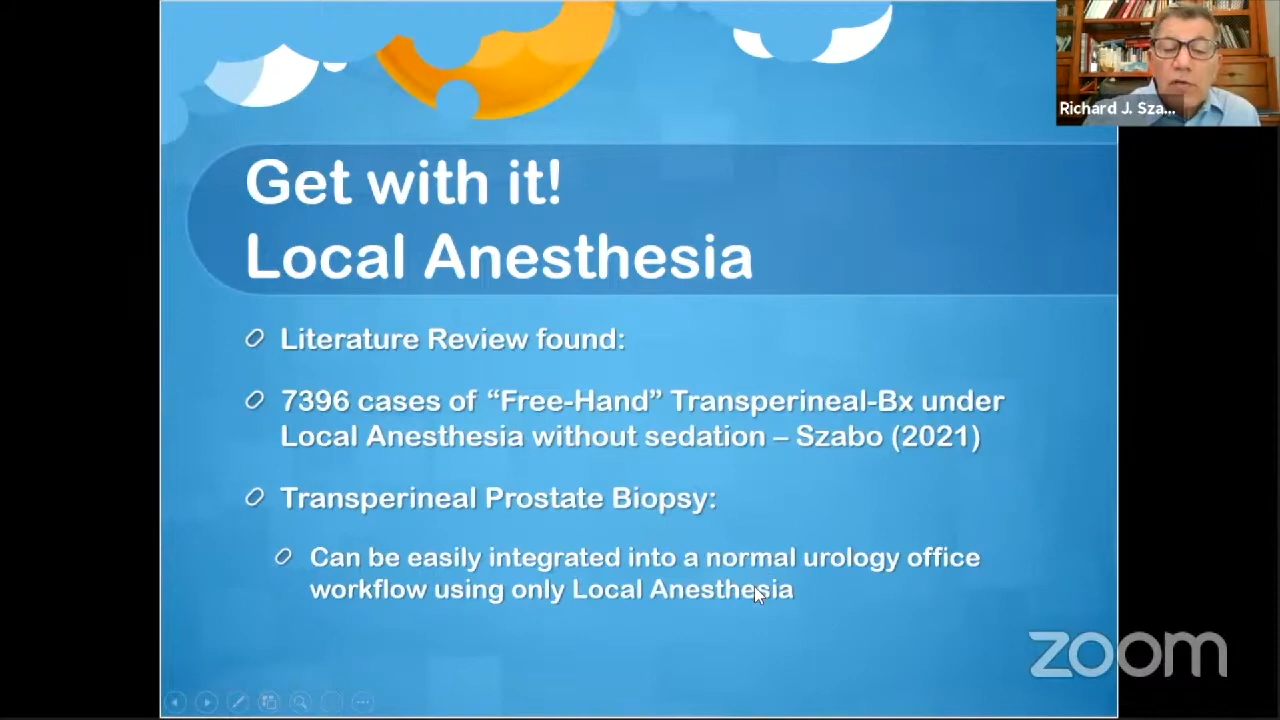 Richard J. Sza...
Get with it!
Local Anesthesia
Literature Review found:
7396 cases of “Free-Hand” Transperineal-Bx under
Local Anesthesia without sedation – Szabo (2021)
Transperineal Prostate Biopsy:
Can be easily integrated into a normal urology office
workflow using only Local Anesthesia
zoom